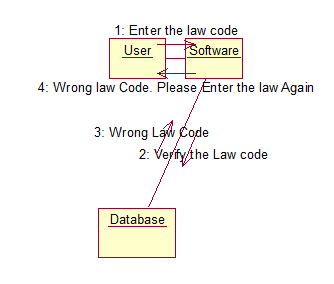 1: Enter the law code
User
Software
4: Wrong law Code. Please Enter the law Again
3: Wrong Law Code
2: Verify the Law code
Database